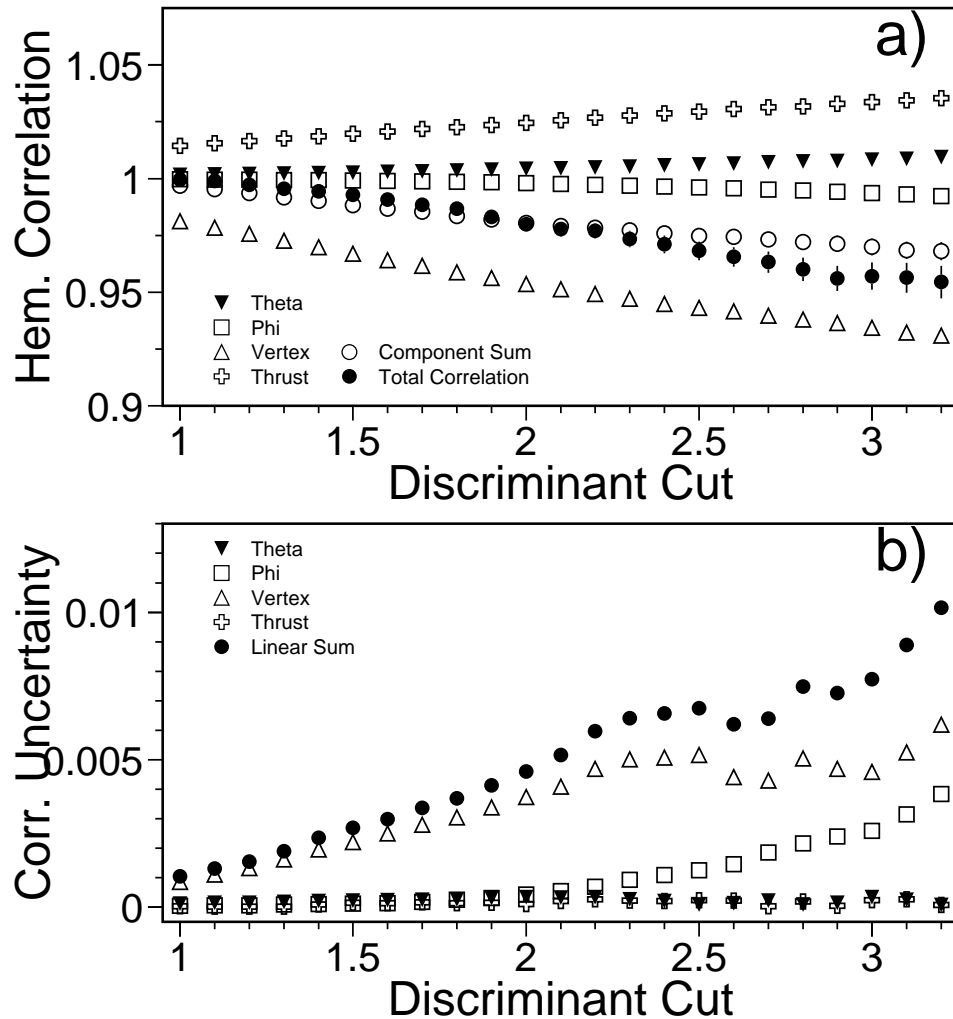 a)
Hem. Correlation
1.05
1
0.95
0.9
Theta
Phi
Vertex
Thrust
Component Sum
Total Correlation
1 1.5 2 2.5 3
Discriminant Cut
b)
Corr. Uncertainty
0.01
0.005
0
Theta
Phi
Vertex
Thrust
Linear Sum
1 1.5 2 2.5 3
Discriminant Cut